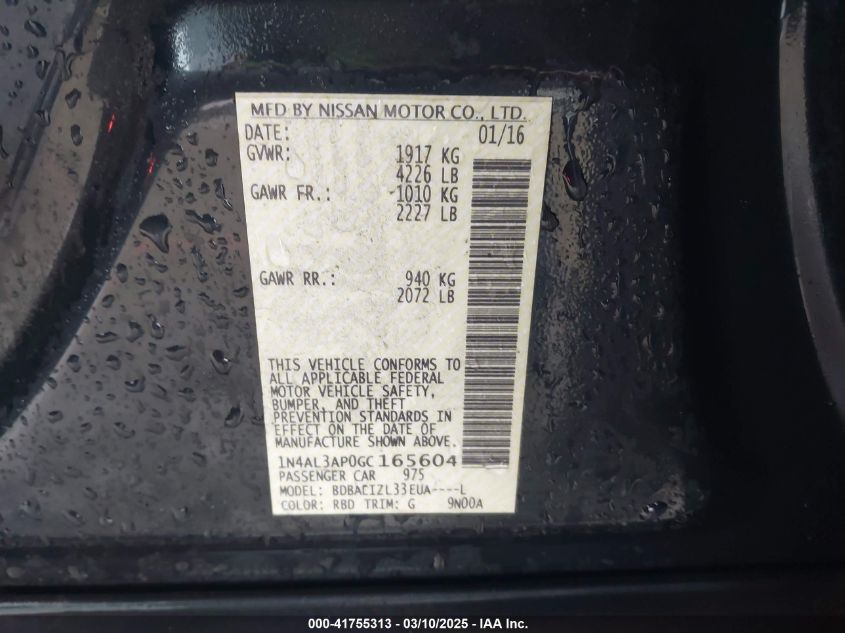 MFD BY NISSAN MOTOR CO., LTD.
DATE: 01/16
GVWR: 1917 KG
4226 LB
GAWR FR.: 1010 KG
2227 LB
GAWR RR.: 940 KG
2072 LB
THIS VEHICLE CONFORMS TO
ALL APPLICABLE FEDERAL
MOTOR VEHICLE SAFETY,
BUMPER, AND THEFT
PREVENTION STANDARDS IN
EFFECT ON THE DATE OF
MANUFACTURE SHOWN ABOVE.
1N4AL3AP0GC 165604
PASSENGER CAR 975
MODEL: BDBACIZL33EUA----L
COLOR: RBD TRIM: G 9N00A
000-41755313 - 03/10/2025 - IAA Inc.